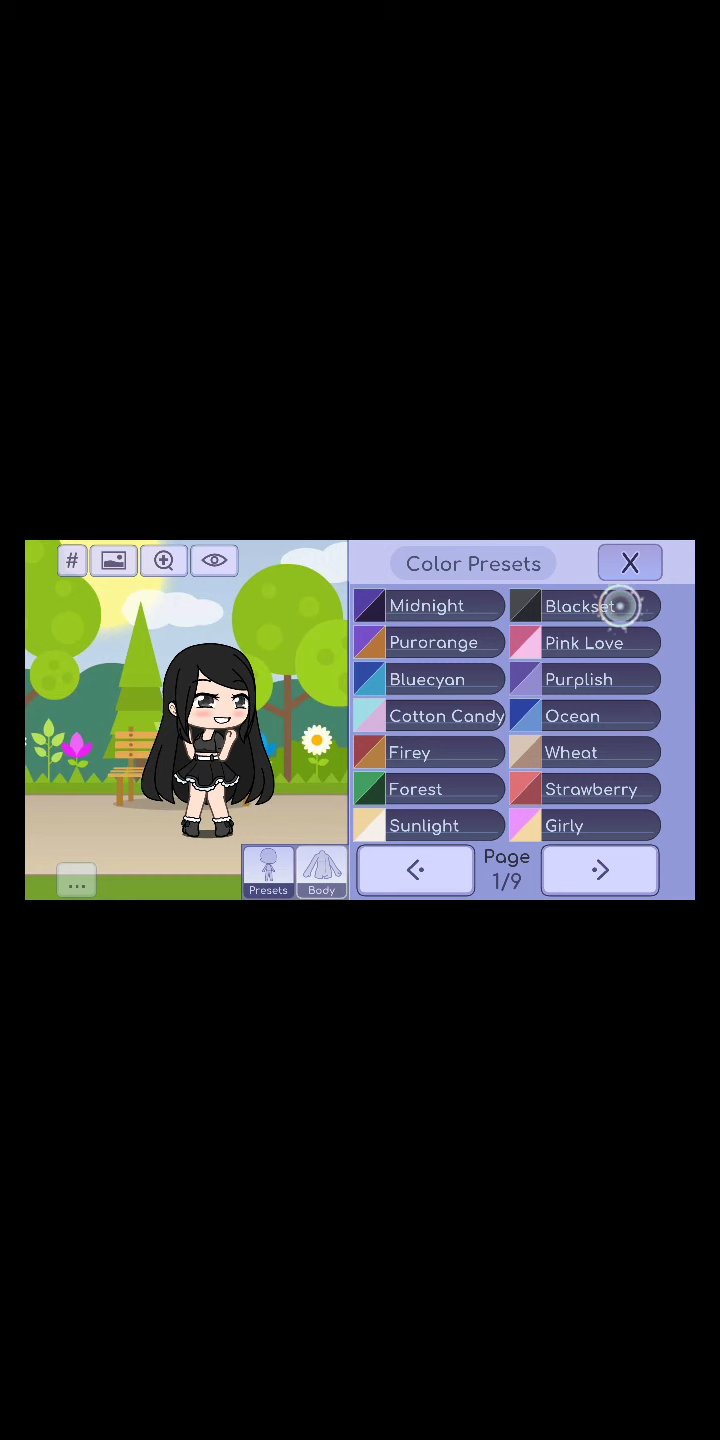 #
Color Presets
X
Midnight
Blackset
Purorange
Pink Love
Bluecyan
Purplish
Cotton Candy
Ocean
Firey
Wheat
Forest
Strawberry
Sunlight
Girly
...
Presets
Body
Page
1/9